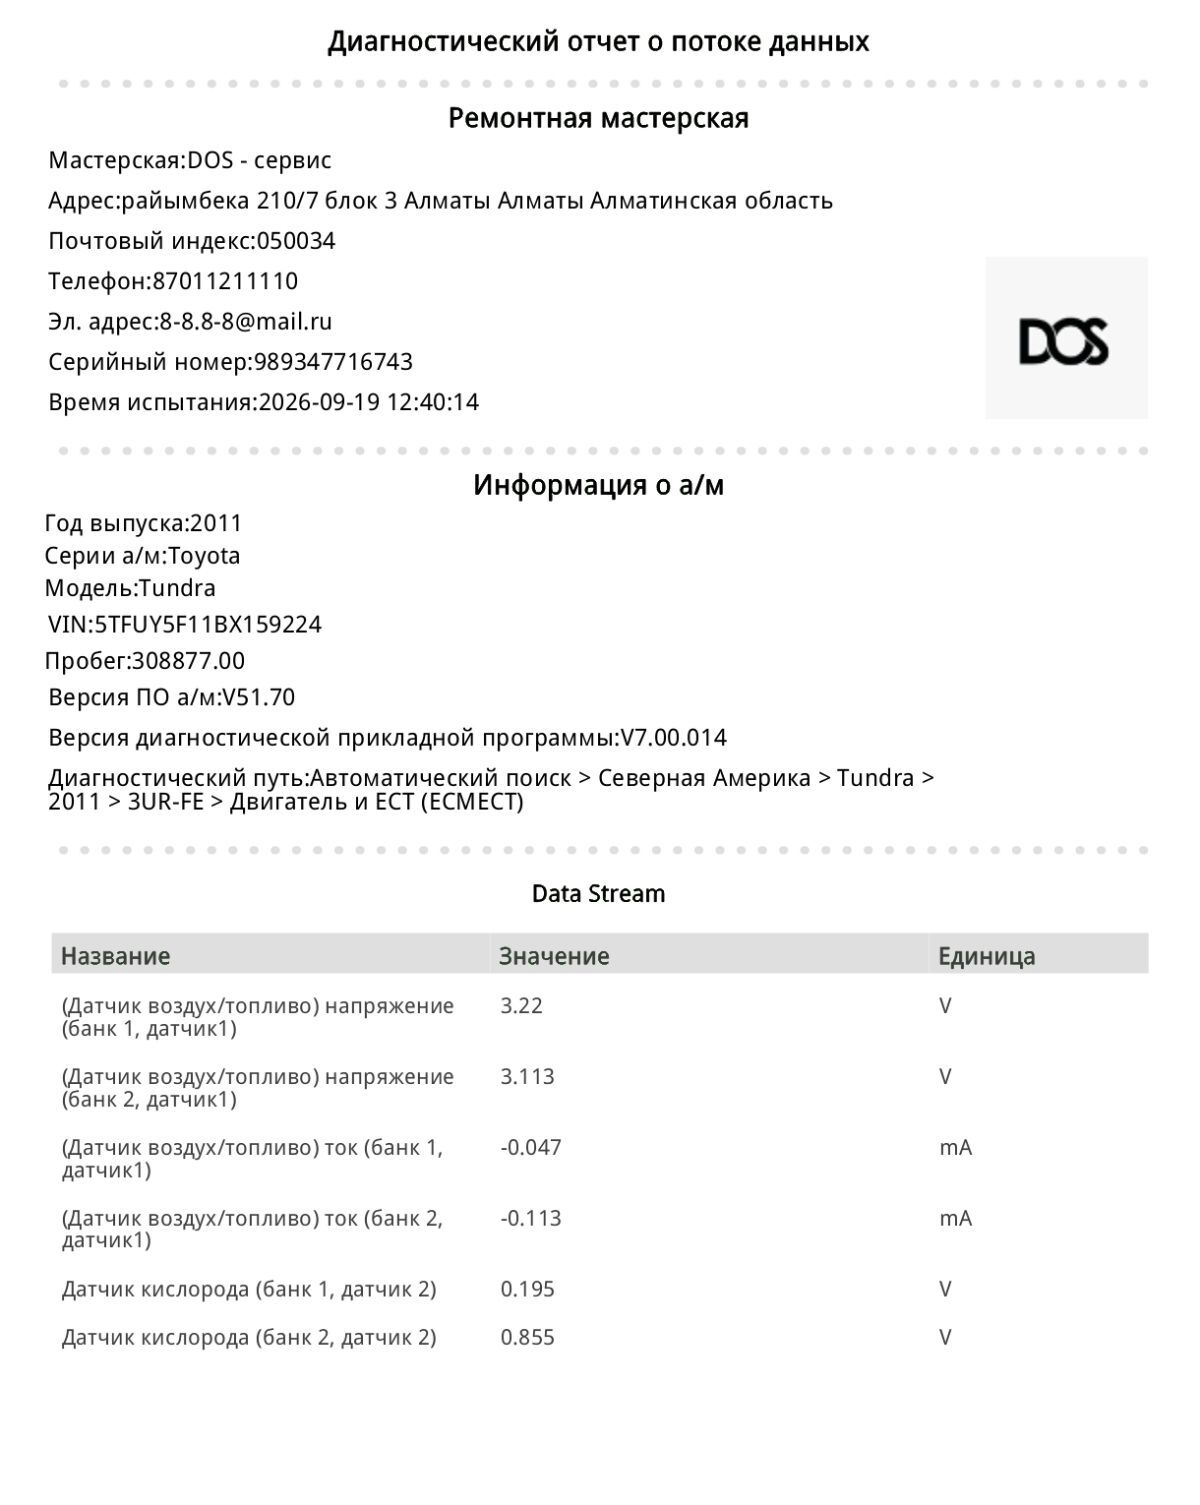 Диагностический отчет о потоке данных
Ремонтная мастерская
Мастерская:DOS - сервис
Адрес:райымбека 210/7 блок 3 Алматы Алматы Алматинская область
Почтовый индекс:050034
Телефон:87011211110
Эл. адрес:8-8.8-8@mail.ru
DOS
Серийный номер:989347716743
Время испытания:2026-09-19 12:40:14
Информация о а/м
Год выпуска:2011
Серии а/м:Toyota
Модель:Tundra
VIN:5TFUY5F11BX159224
Пробег:308877.00
Версия ПО а/м:V51.70
Версия диагностической прикладной программы:V7.00.014
Диагностический путь:Автоматический поиск > Северная Америка > Tundra >
2011 > 3UR-FE > Двигатель и ECT (ECMECT)
Data Stream
Название Значение Единица
(Датчик воздух/топливо) напряжение 3.22 V
(банк 1, датчик1)
(Датчик воздух/топливо) напряжение 3.113 V
(банк 2, датчик1)
(Датчик воздух/топливо) ток (банк 1, -0.047 mA
датчик1)
(Датчик воздух/топливо) ток (банк 2, -0.113 mA
датчик1)
Датчик кислорода (банк 1, датчик 2) 0.195 V
Датчик кислорода (банк 2, датчик 2) 0.855 V